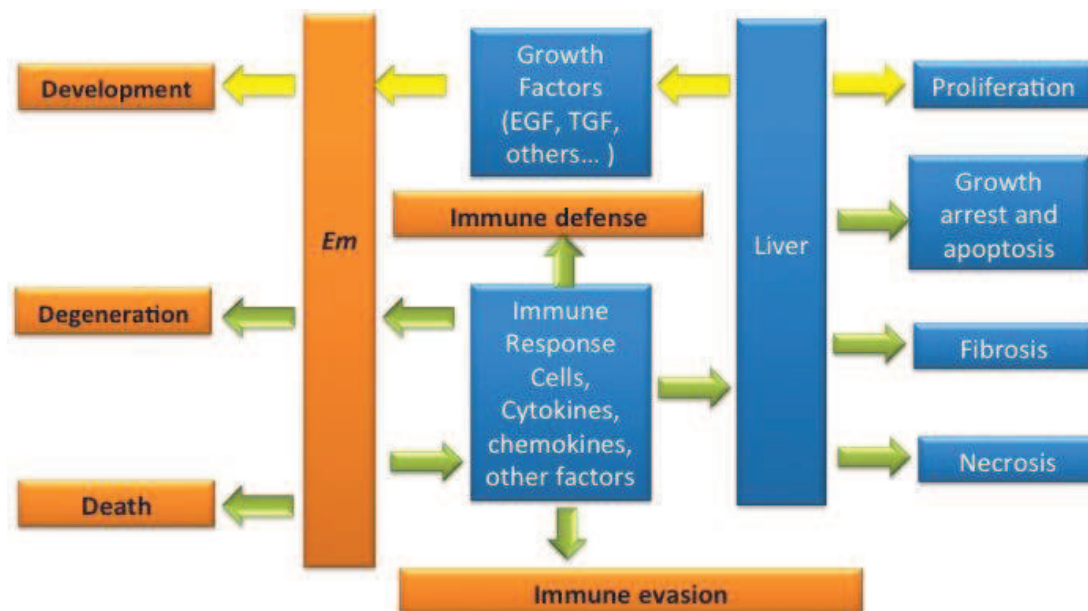 Development
Degeneration
Death
Em
Growth
Factors
(EGF, TGF,
others... )
Immune defense
Immune
Response
Cells,
Cytokines,
chemokines,
other factors
Immune evasion
Liver
Proliferation
Growth
arrest and
apoptosis
Fibrosis
Necrosis